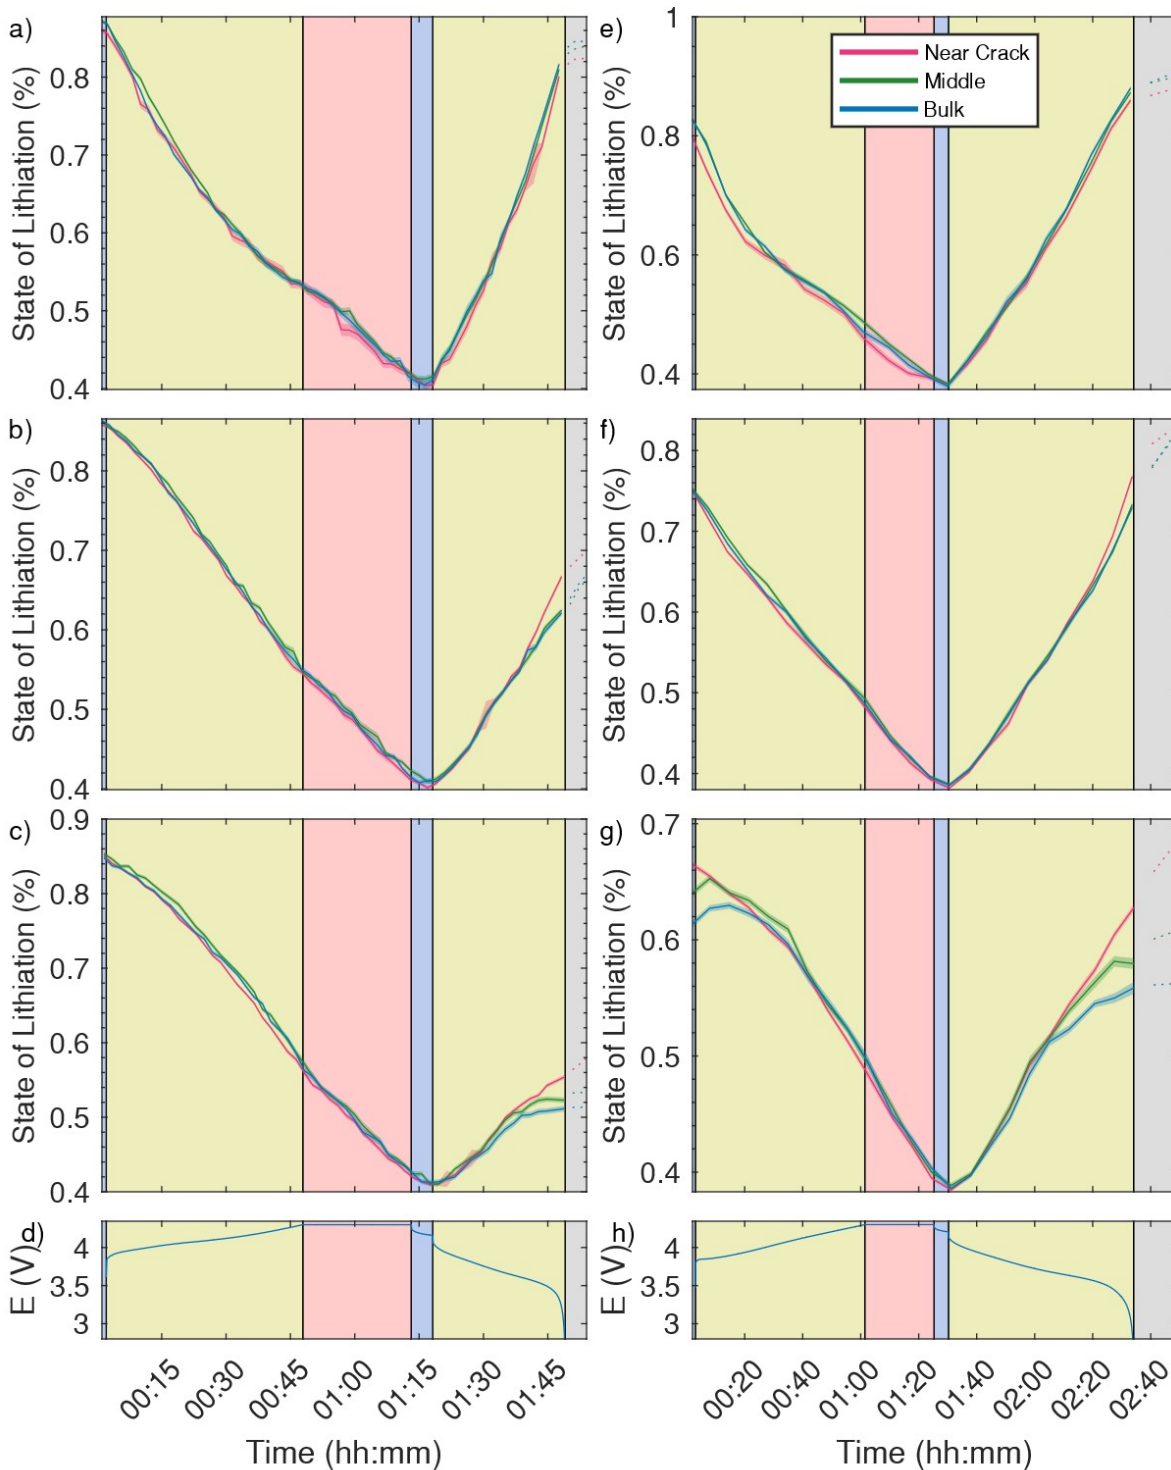 a)
State of Lithiation (%)
0.8
0.7
0.6
0.5
0.4
e)
State of Lithiation (%)
1
0.8
0.6
0.4
Near Crack
Middle
Bulk
b)
State of Lithiation (%)
0.8
0.7
0.6
0.5
0.4
f)
State of Lithiation (%)
0.8
0.7
0.6
0.5
0.4
c)
State of Lithiation (%)
0.9
0.8
0.7
0.6
0.5
0.4
g)
State of Lithiation (%)
0.7
0.6
0.5
0.4
d)
E (V)
4
3.5
3
h)
E (V)
4
3.5
3
00:15 00:30 00:45 01:00 01:15 01:30 01:45
Time (hh:mm)
00:20 00:40 01:00 01:20 01:40 02:00 02:20 02:40
Time (hh:mm)